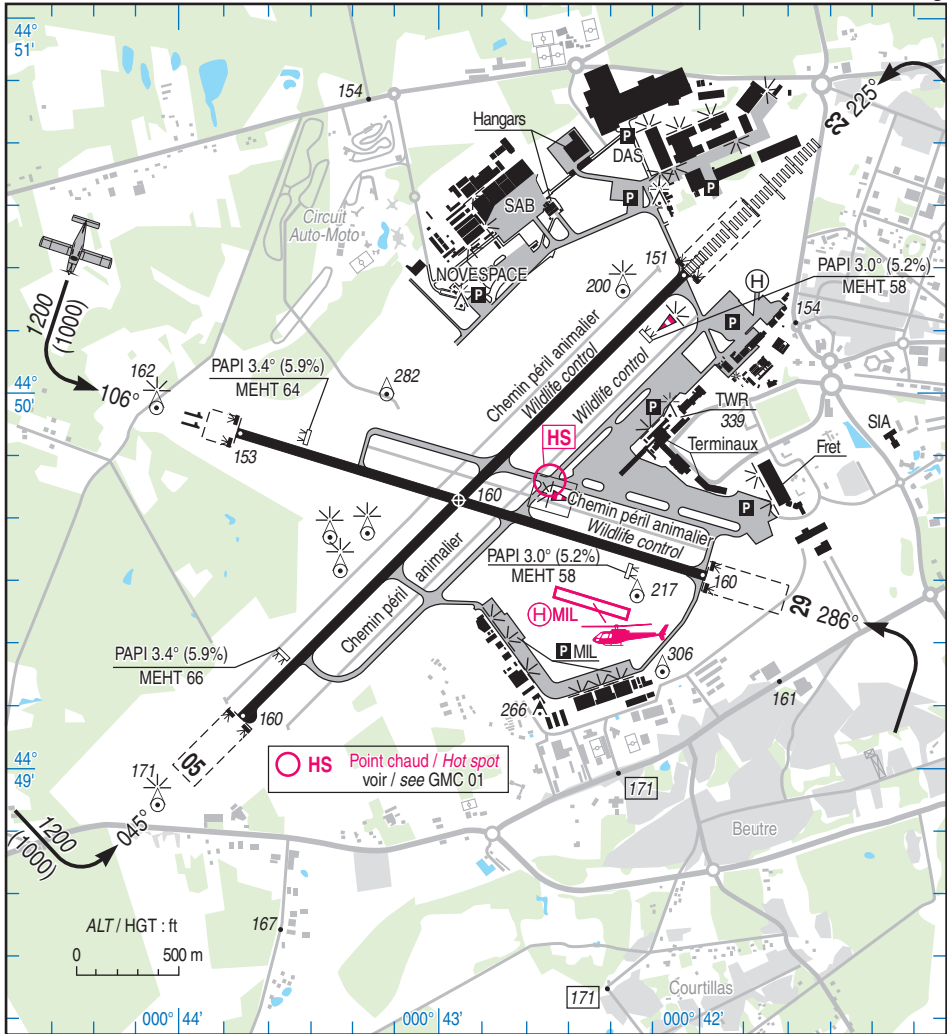 44°
51'
154
23
225°
Hangars
P
DAS
P
P
SAB
Circuit
Auto-Moto
NOVESPACE
P
151
200
H
PAPI 3.0° (5.2%)
MEHT 58
154
P
1200
(1000)
162
106°
11
PAPI 3.4° (5.9%)
MEHT 64
282
Chemin péril animalier
Wildlife control
Wildlife control
44°
50'
153
P
TWR
339
Terminaux
SIA
Fret
HS
160
P
Chemin péril animalier
Wildlife control
PAPI 3.0° (5.2%)
MEHT 58
217
160
29
286°
Chemin péril animalier
H MIL
P MIL
306
PAPI 3.4° (5.9%)
MEHT 66
266
161
160
05
HS Point chaud / Hot spot
voir / see GMC 01
44°
49'
171
171
1200
(1000)
045°
Beutre
167
ALT / HGT : ft
0 500 m
171
Courtillas
000° 44' 000° 43' 000° 42'